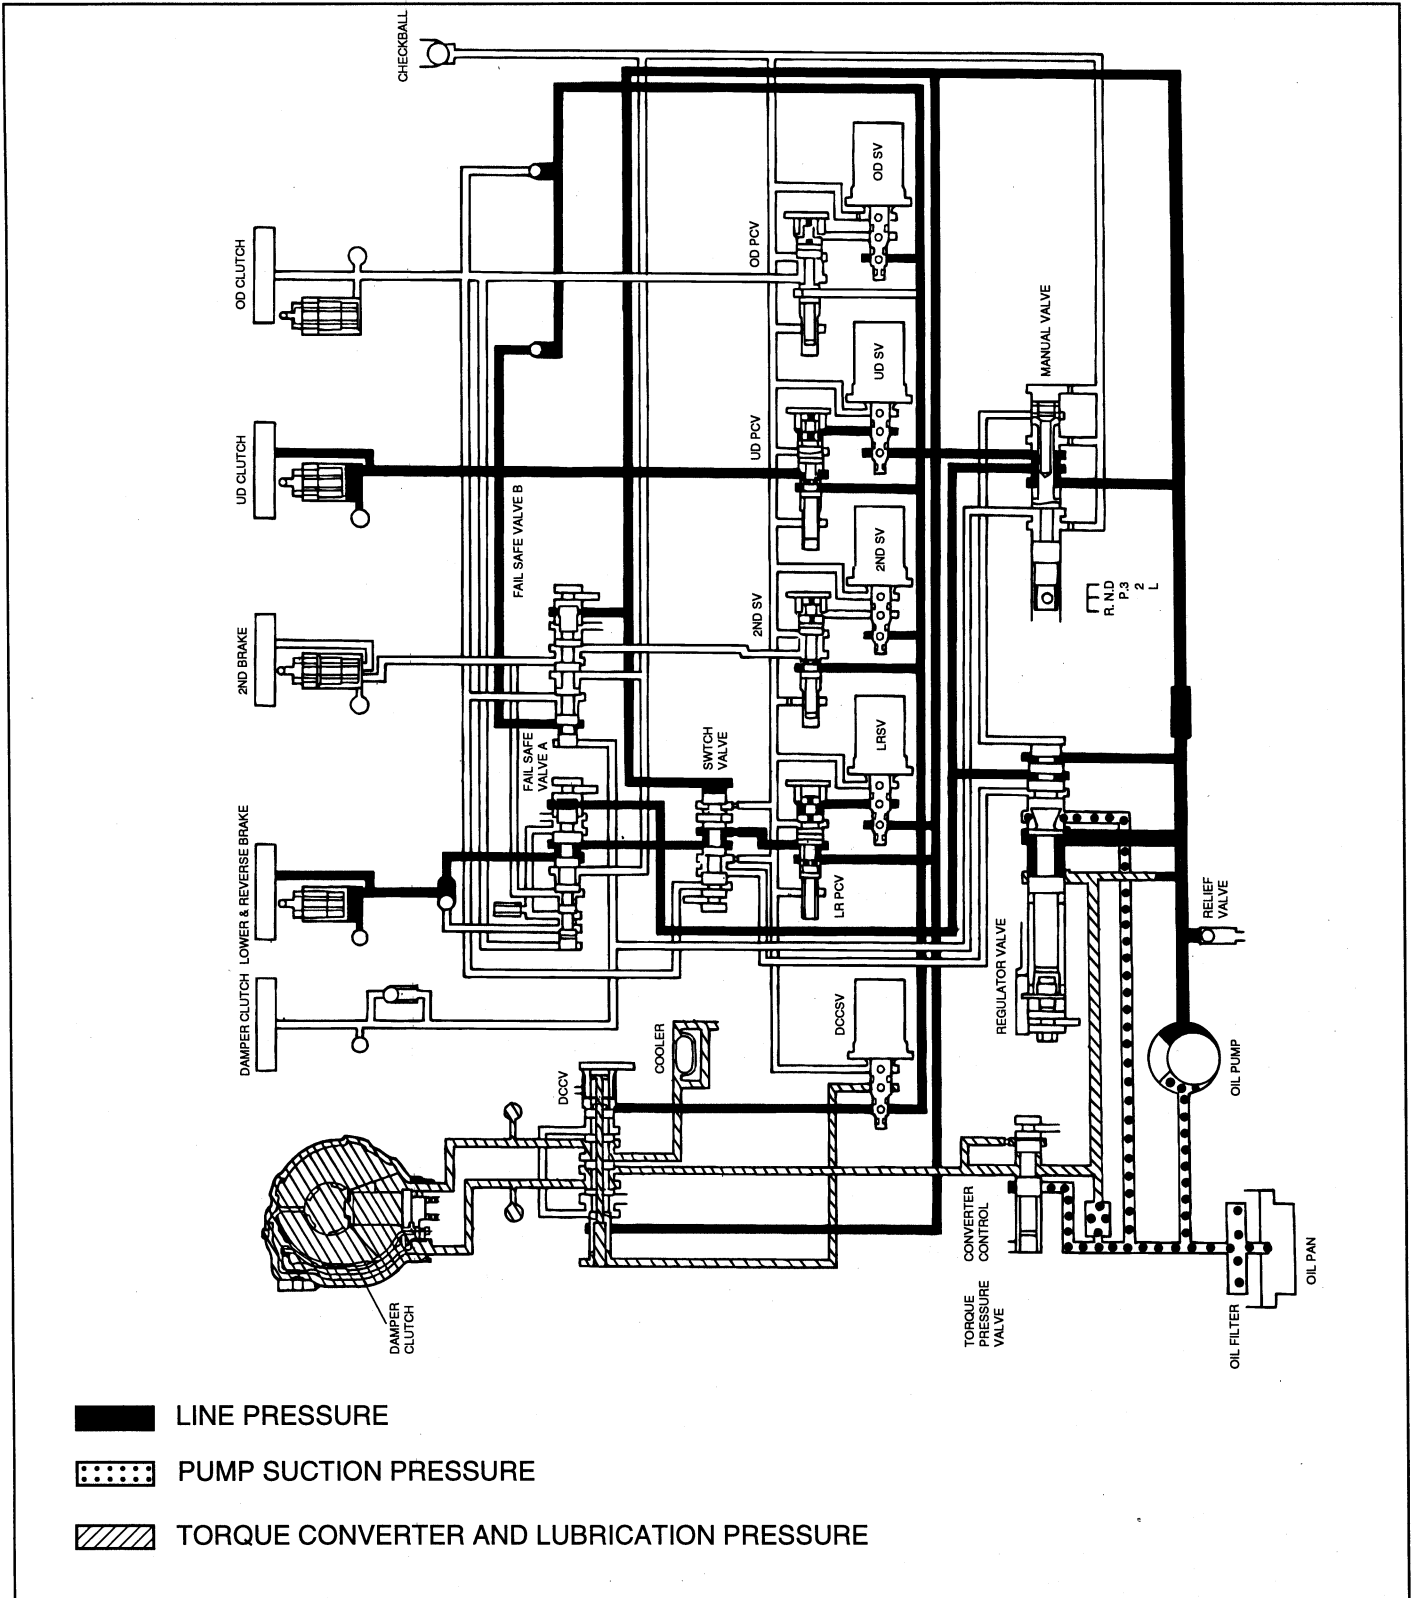 CHECKBALL
OD CLUTCH
UD CLUTCH
2ND BRAKE
LOWER & REVERSE BRAKE
DAMPER CLUTCH
OD PCV
OD SV
UD PCV
UD SV
FAIL SAFE VALVE B
2ND SV
2ND SV
FAIL SAFE
VALVE A
SWTCH
VALVE
LRSV
LR PCV
MANUAL VALVE
R. N.D
P.3
2
L
REGULATOR VALVE
RELIEF
VALVE
DCCSV
DCCV
COOLER
OIL PUMP
DAMPER
CLUTCH
TORQUE CONVERTER
PRESSURE CONTROL
VALVE
OIL FILTER
OIL PAN
LINE PRESSURE
PUMP SUCTION PRESSURE
TORQUE CONVERTER AND LUBRICATION PRESSURE